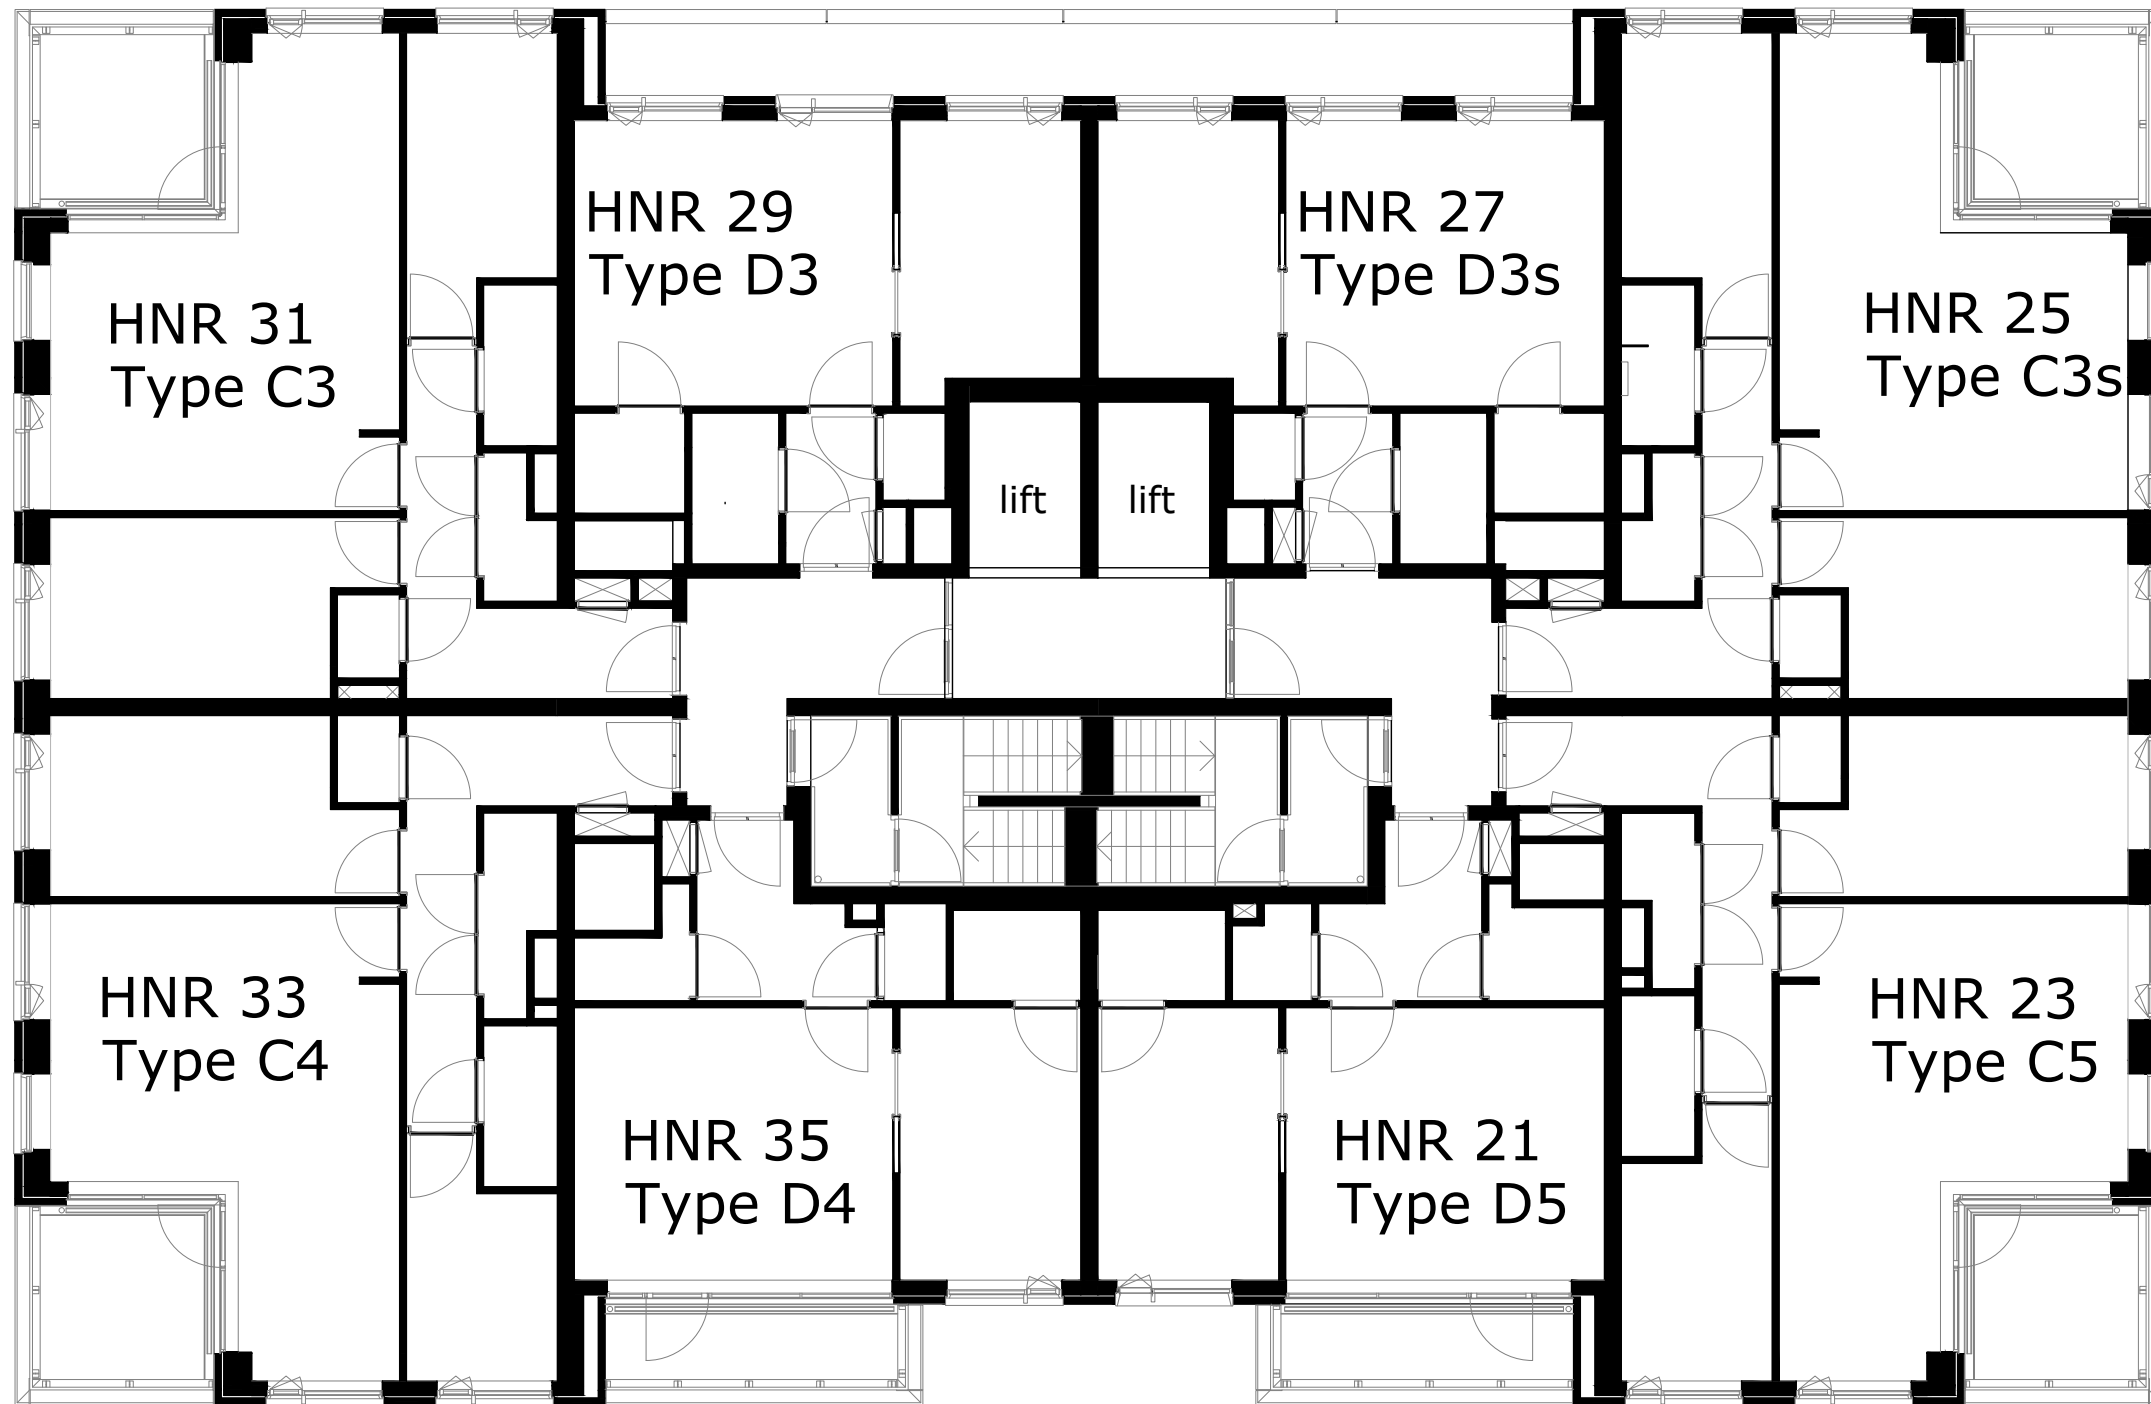 HNR 29
Type D3
HNR 27
Type D3s
HNR 31
Type C3
HNR 25
Type C3s
lift
lift
HNR 33
Type C4
HNR 23
Type C5
HNR 35
Type D4
HNR 21
Type D5